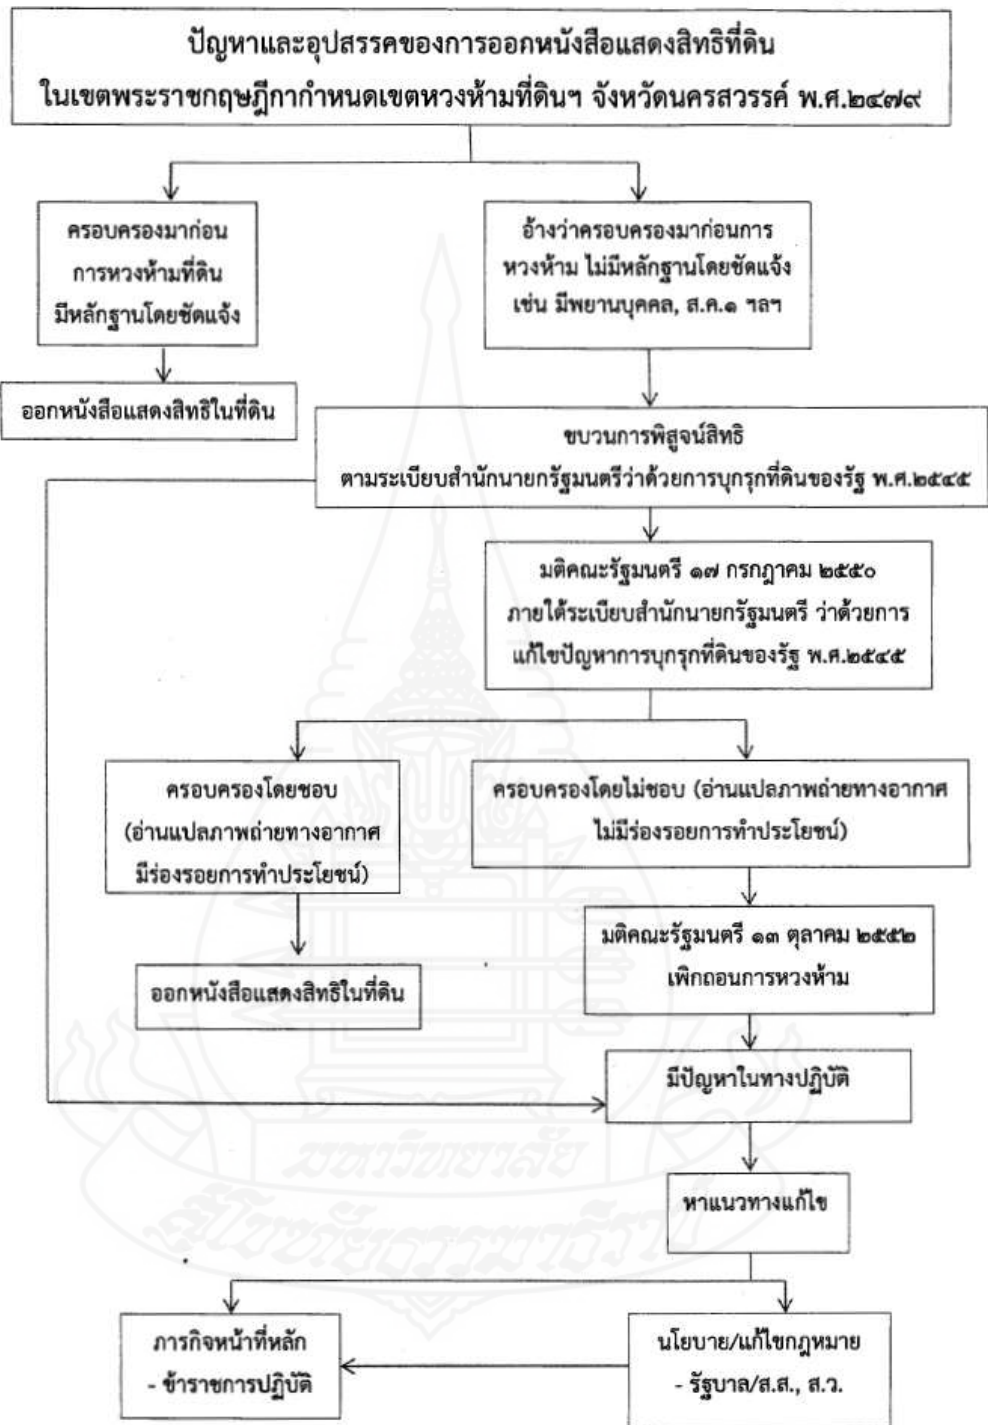 ปัญหาและอุปสรรคของการออกหนังสือแสดงสิทธิที่ดิน
ในเขตพระราชกฤษฎีกากำหนดเขตหวงห้ามที่ดินฯ จังหวัดนครสวรรค์ พ.ศ.๒๔๗๙
ครอบครองมาก่อน
การหวงห้ามที่ดิน
มีหลักฐานโดยชัดแจ้ง
อ้างว่าครอบครองมาก่อนการ
หวงห้าม ไม่มีหลักฐานโดยชัดแจ้ง
เช่น มีพยานบุคคล, ส.ค.๑ ฯลฯ
ออกหนังสือแสดงสิทธิในที่ดิน
ขบวนการพิสูจน์สิทธิ
ตามระเบียบสำนักนายกรัฐมนตรีว่าด้วยการบุกรุกที่ดินของรัฐ พ.ศ.๒๕๔๕
มติคณะรัฐมนตรี ๑๗ กรกฎาคม ๒๕๕๐
ภายใต้ระเบียบสำนักนายกรัฐมนตรี ว่าด้วยการ
แก้ไขปัญหาการบุกรุกที่ดินของรัฐ พ.ศ.๒๕๔๕
ครอบครองโดยชอบ
(อ่านแปลภาพถ่ายทางอากาศ
มีร่องรอยการทำประโยชน์)
ครอบครองโดยไม่ชอบ (อ่านแปลภาพถ่ายทางอากาศ
ไม่มีร่องรอยการทำประโยชน์)
ออกหนังสือแสดงสิทธิในที่ดิน
มติคณะรัฐมนตรี ๑๓ ตุลาคม ๒๕๕๒
เพิกถอนการหวงห้าม
มีปัญหาในทางปฏิบัติ
หาแนวทางแก้ไข
ภารกิจหน้าที่หลัก
- ข้าราชการปฏิบัติ
นโยบาย/แก้ไขกฎหมาย
- รัฐบาล/ส.ส., ส.ว.
มหาวิทยาลัย
สุโขทัยธรรมาธิราช